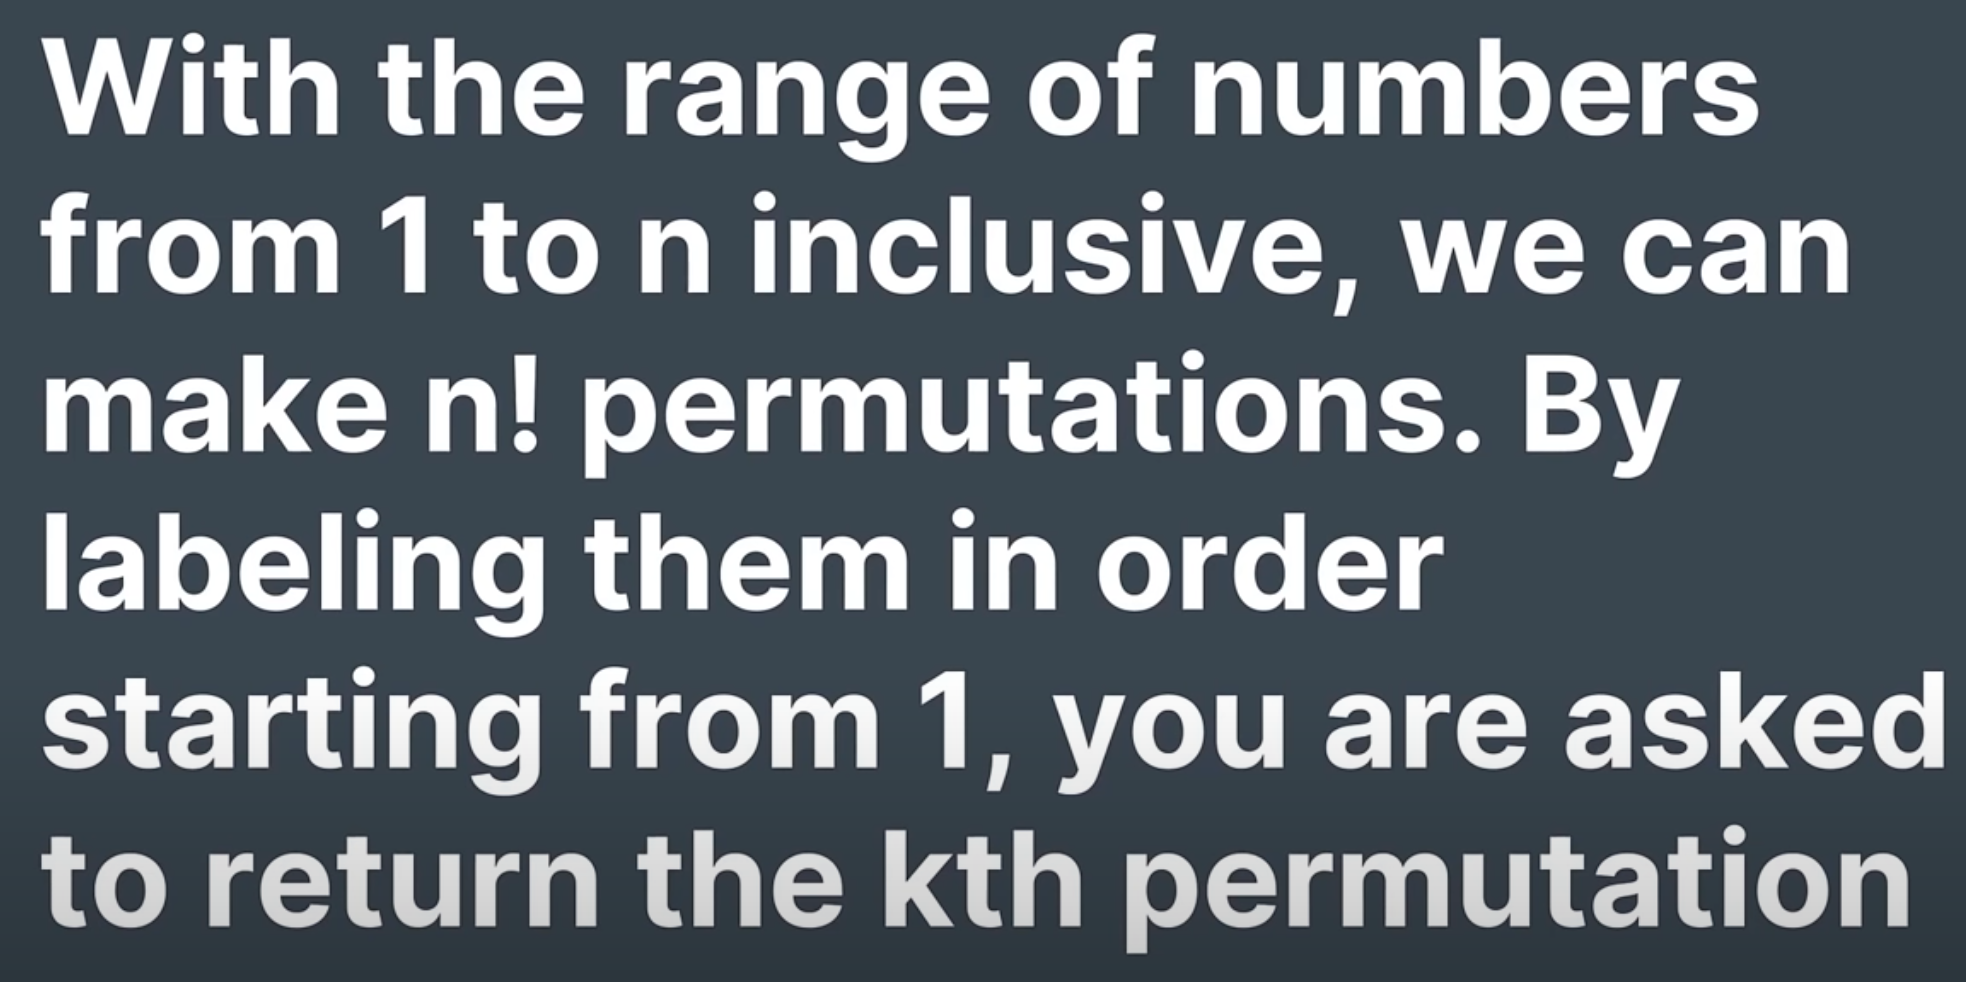 With the range of numbers
from 1 to n inclusive, we can
make n! permutations. By
labeling them in order
starting from 1, you are asked
to return the kth permutation